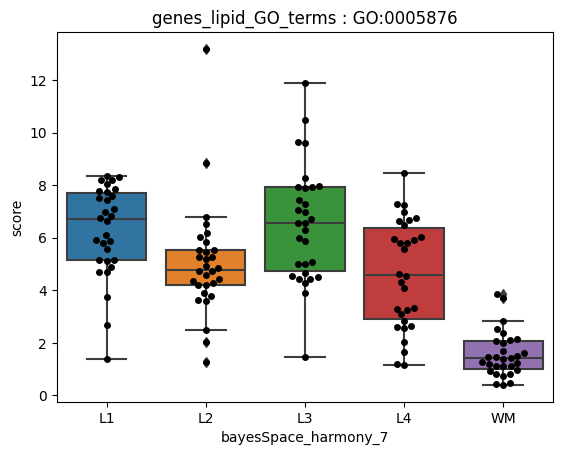 genes_lipid_GO_terms : GO:0005876
score
12
10
8
6
4
2
0
L1 L2 L3 L4 WM
bayesSpace_harmony_7